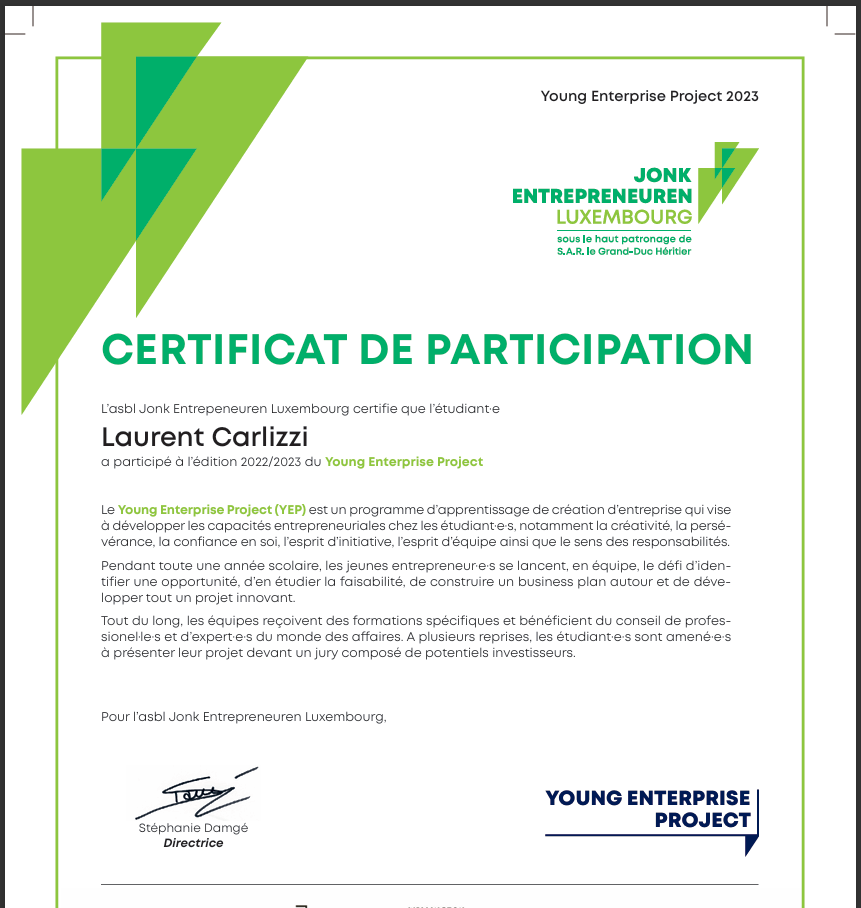 Young Enterprise Project 2023
JONK
ENTREPRENEUREN
LUXEMBOURG
sous le haut patronage de
S.A.R. le Grand-Duc Héritier
CERTIFICAT DE PARTICIPATION
L'asbl Jonk Entrepeneuren Luxembourg certifie que l'étudiant·e
Laurent Carlizzi
a participé à l'édition 2022/2023 du Young Enterprise Project
Le Young Enterprise Project (YEP) est un programme d'apprentissage de création d'entreprise qui vise
à développer les capacités entrepreneuriales chez les étudiant·e·s, notamment la créativité, la persé-
vérance, la confiance en soi, l'esprit d'initiative, l'esprit d'équipe ainsi que le sens des responsabilités.
Pendant toute une année scolaire, les jeunes entrepreneur·e·s se lancent, en équipe, le défi d'iden-
tifier une opportunité, d'en étudier la faisabilité, de construire un business plan autour et de déve-
lopper tout un projet innovant.
Tout du long, les équipes reçoivent des formations spécifiques et bénéficient du conseil de profes-
sionel·le·s et d'expert·e·s du monde des affaires. A plusieurs reprises, les étudiant·e·s sont amené·e·s
à présenter leur projet devant un jury composé de potentiels investisseurs.
Pour l'asbl Jonk Entrepreneuren Luxembourg,
Stéphanie Damgé
Directrice
YOUNG ENTERPRISE
PROJECT